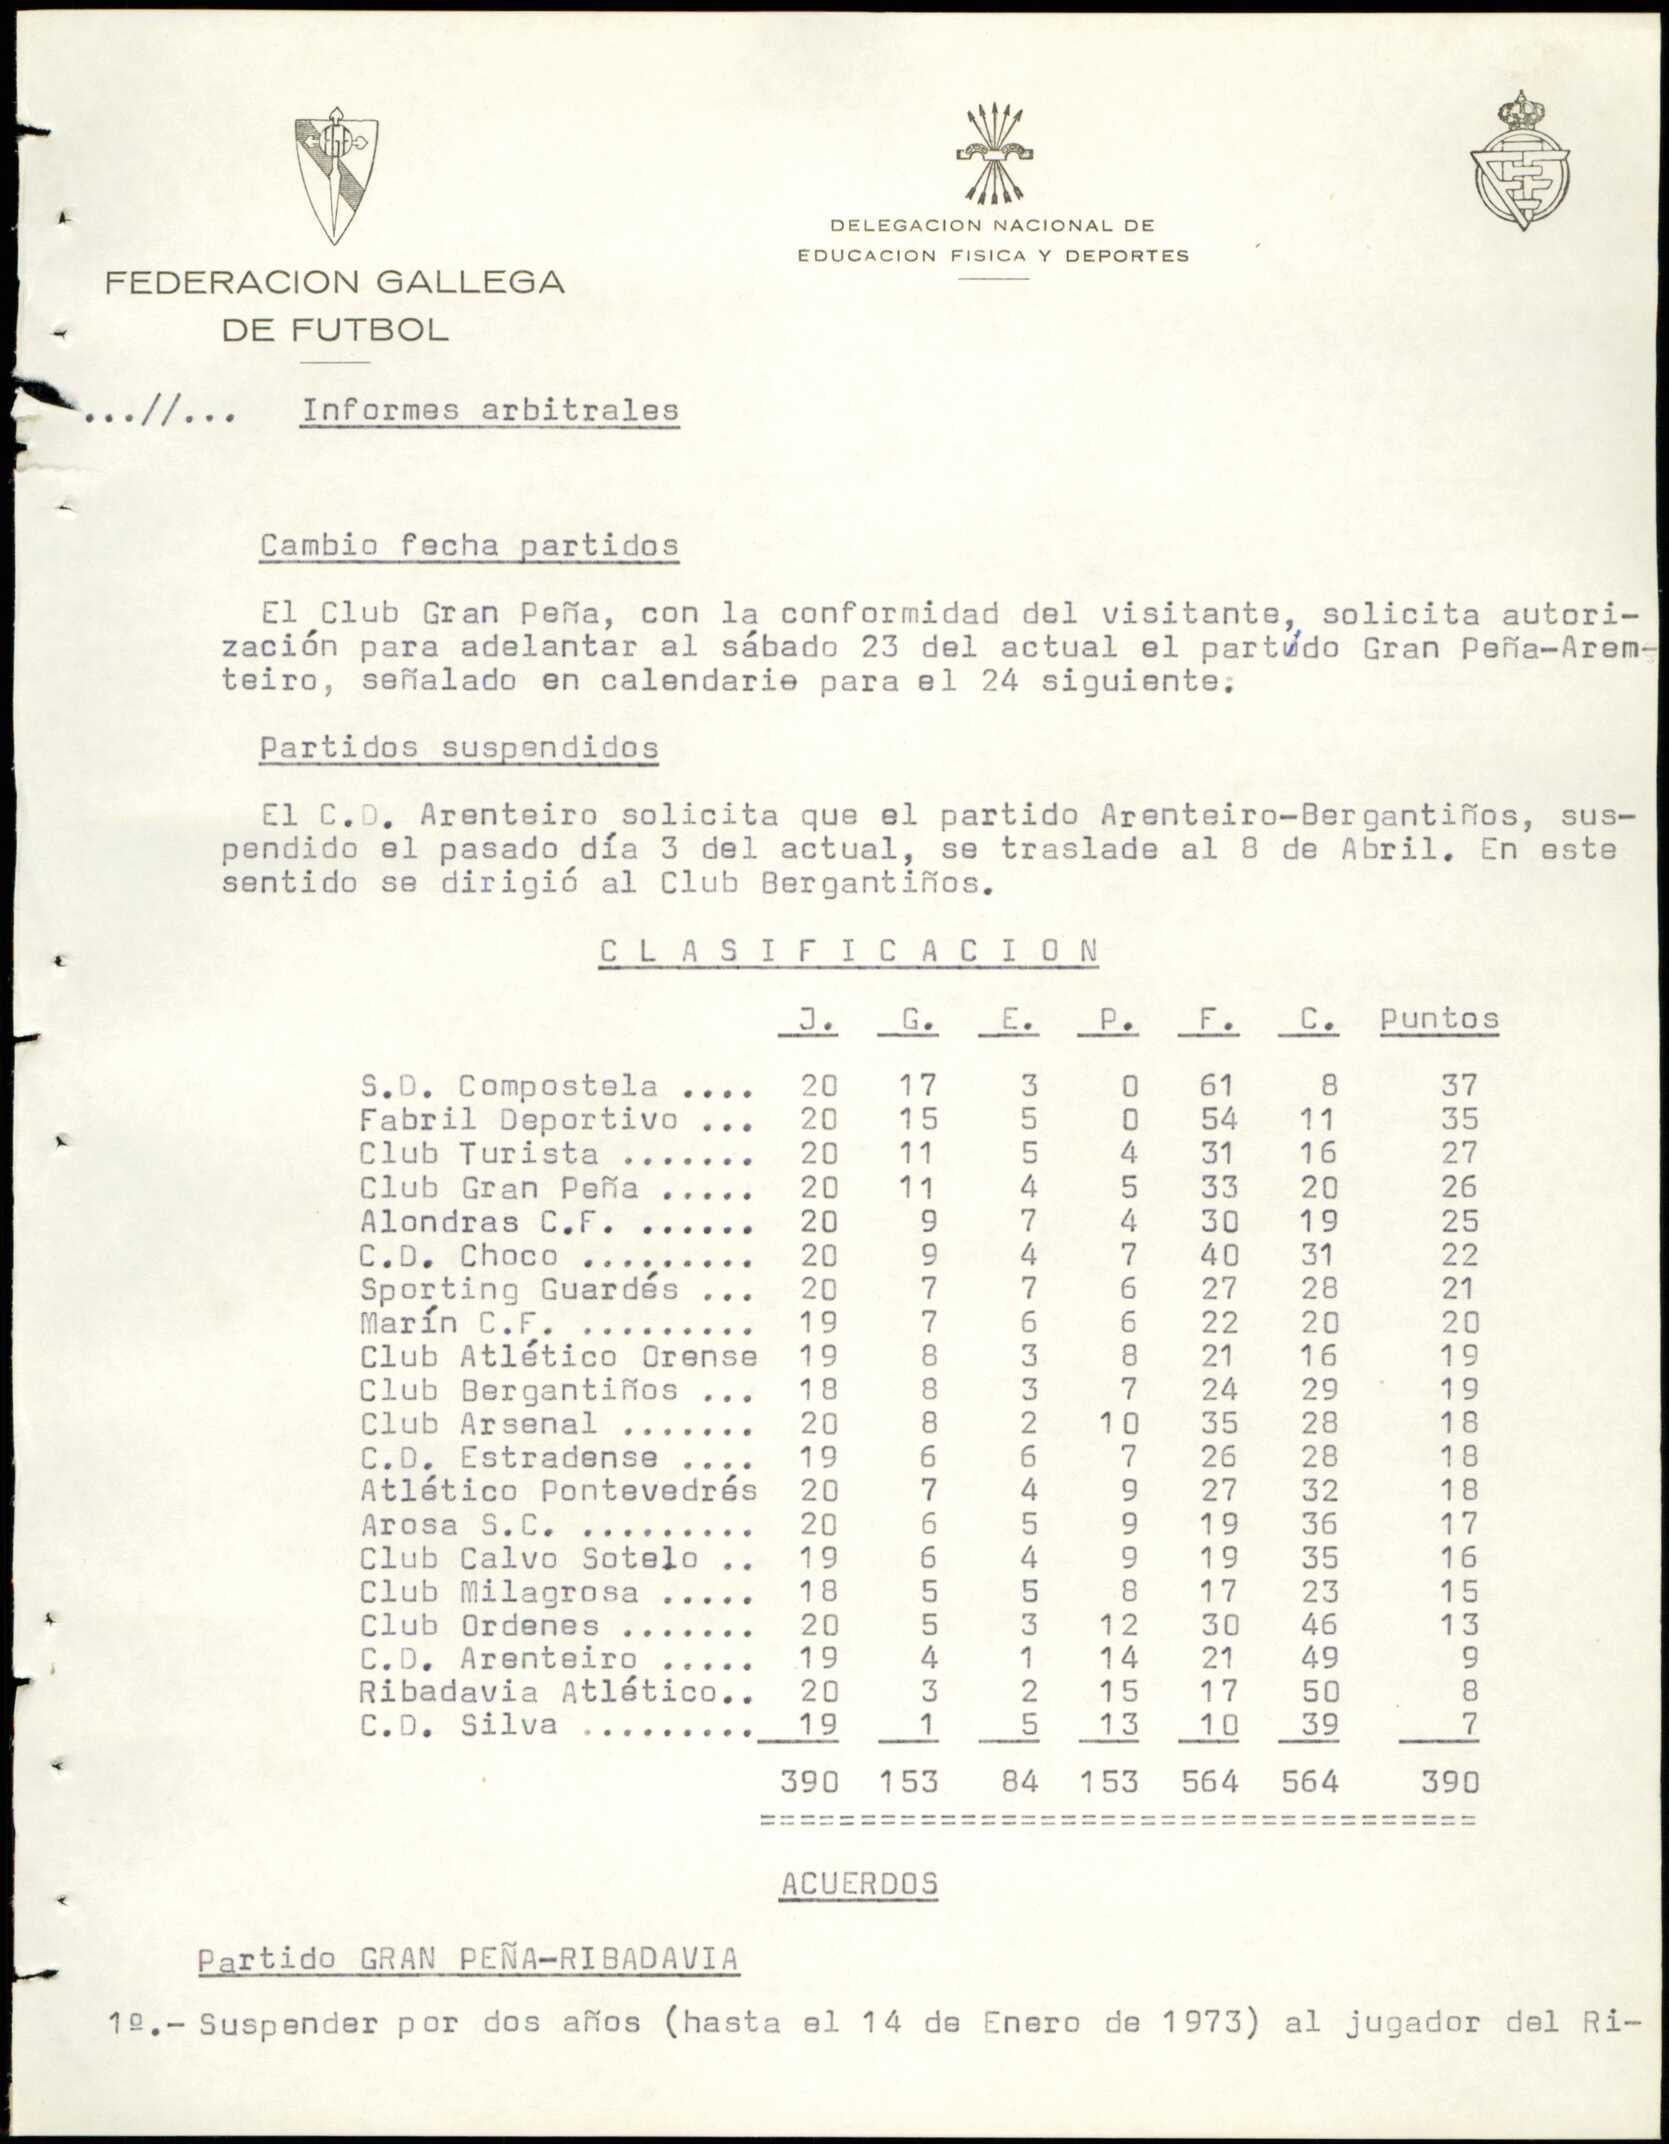 FEDERACION GALLEGA
DE FUTBOL
DELEGACION NACIONAL DE
EDUCACION FISICA Y DEPORTES
...//... Informes arbitrales
Cambio fecha partidos
El Club Gran Peña, con la conformidad del visitante, solicita autori-
zación para adelantar al sábado 23 del actual el partido Gran Peña-Arem-
teiro, señalado en calendario para el 24 siguiente.
Partidos suspendidos
El C.D. Arenteiro solicita que el partido Arenteiro-Bergantiños, sus-
pendido el pasado día 3 del actual, se traslade al 8 de Abril. En este
sentido se dirigió al Club Bergantiños.
C L A S I F I C A C I O N
J. G. E. P. F. C. Puntos
S.D. Compostela .... 20 17 3 0 61 8 37
Fabril Deportivo ... 20 15 5 0 54 11 35
Club Turista ....... 20 11 5 4 31 16 27
Club Gran Peña ..... 20 11 4 5 33 20 26
Alondras C.F. ...... 20 9 7 4 30 19 25
C.D. Choco ......... 20 9 4 7 40 31 22
Sporting Guardés ... 20 7 7 6 27 28 21
Marín C.F. ......... 19 7 6 6 22 20 20
Club Atlético Orense 19 8 3 8 21 16 19
Club Bergantiños ... 18 8 3 7 24 29 19
Club Arsenal ....... 20 8 2 10 35 28 18
C.D. Estradense .... 19 6 6 7 26 28 18
Atlético Pontevedrés 20 7 4 9 27 32 18
Arosa S.C. ......... 20 6 5 9 19 36 17
Club Calvo Sotelo .. 19 6 4 9 19 35 16
Club Milagrosa ..... 18 5 5 8 17 23 15
Club Ordenes ....... 20 5 3 12 30 46 13
C.D. Arenteiro ..... 19 4 1 14 21 49 9
Ribadavia Atlético.. 20 3 2 15 17 50 8
C.D. Silva ......... 19 1 5 13 10 39 7
390 153 84 153 564 564 390
====================================
ACUERDOS
Partido GRAN PEÑA-RIBADAVIA
1º.- Suspender por dos años (hasta el 14 de Enero de 1973) al jugador del Ri-